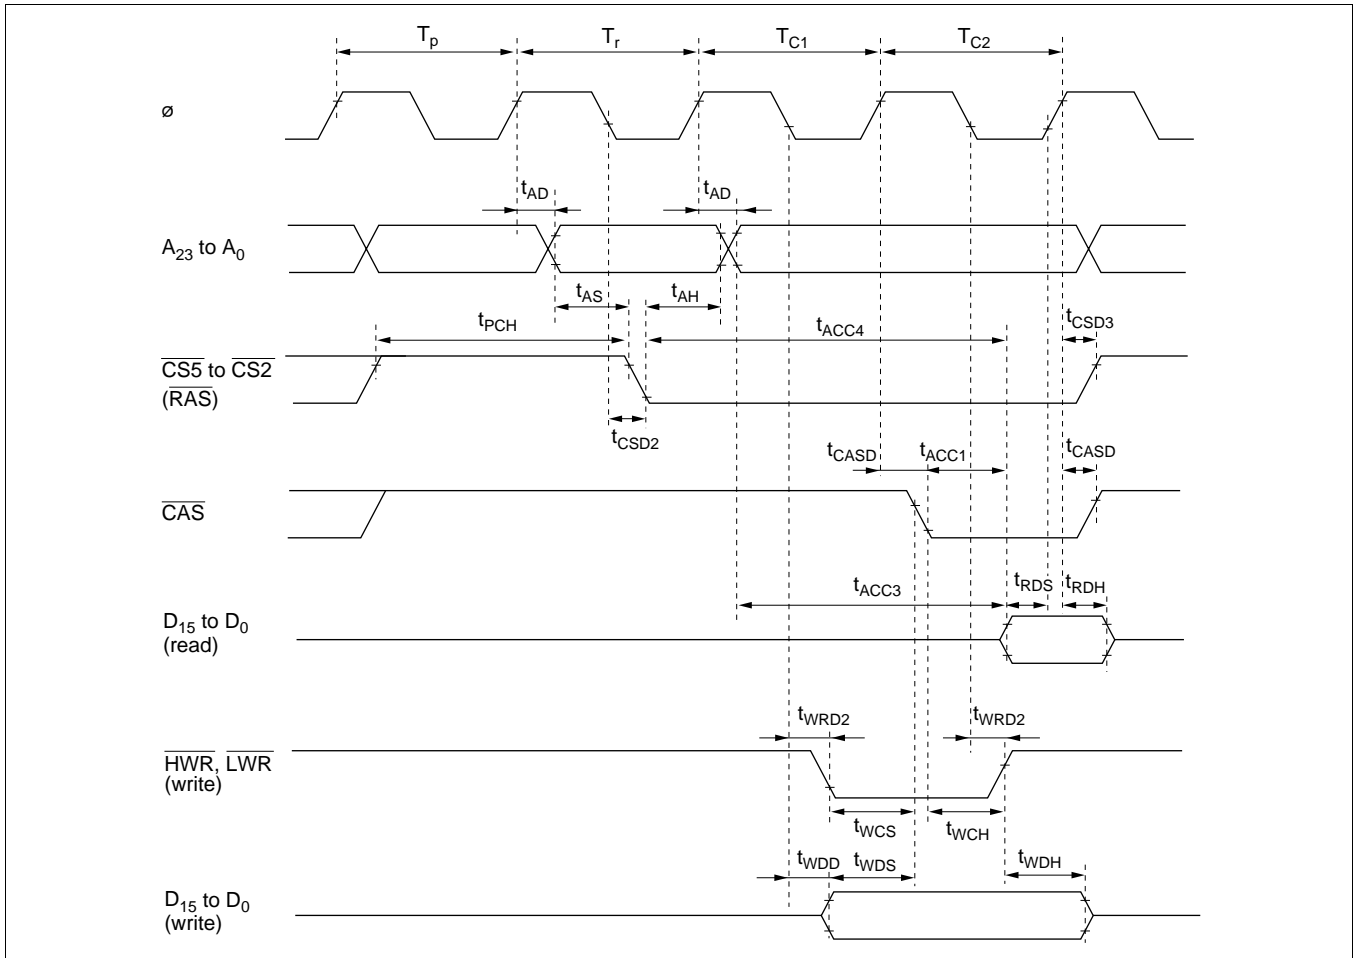 Tp Tr TC1 TC2
ø
tAD tAD
A23 to A0
tAS tAH
tPCH tACC4 tCSD3
CS5 to CS2
(RAS)
tCSD2
tCASD tACC1 tCASD
CAS
tACC3 tRDS tRDH
D15 to D0
(read)
tWRD2 tWRD2
HWR, LWR
(write)
tWCS tWCH
tWDD tWDS tWDH
D15 to D0
(write)